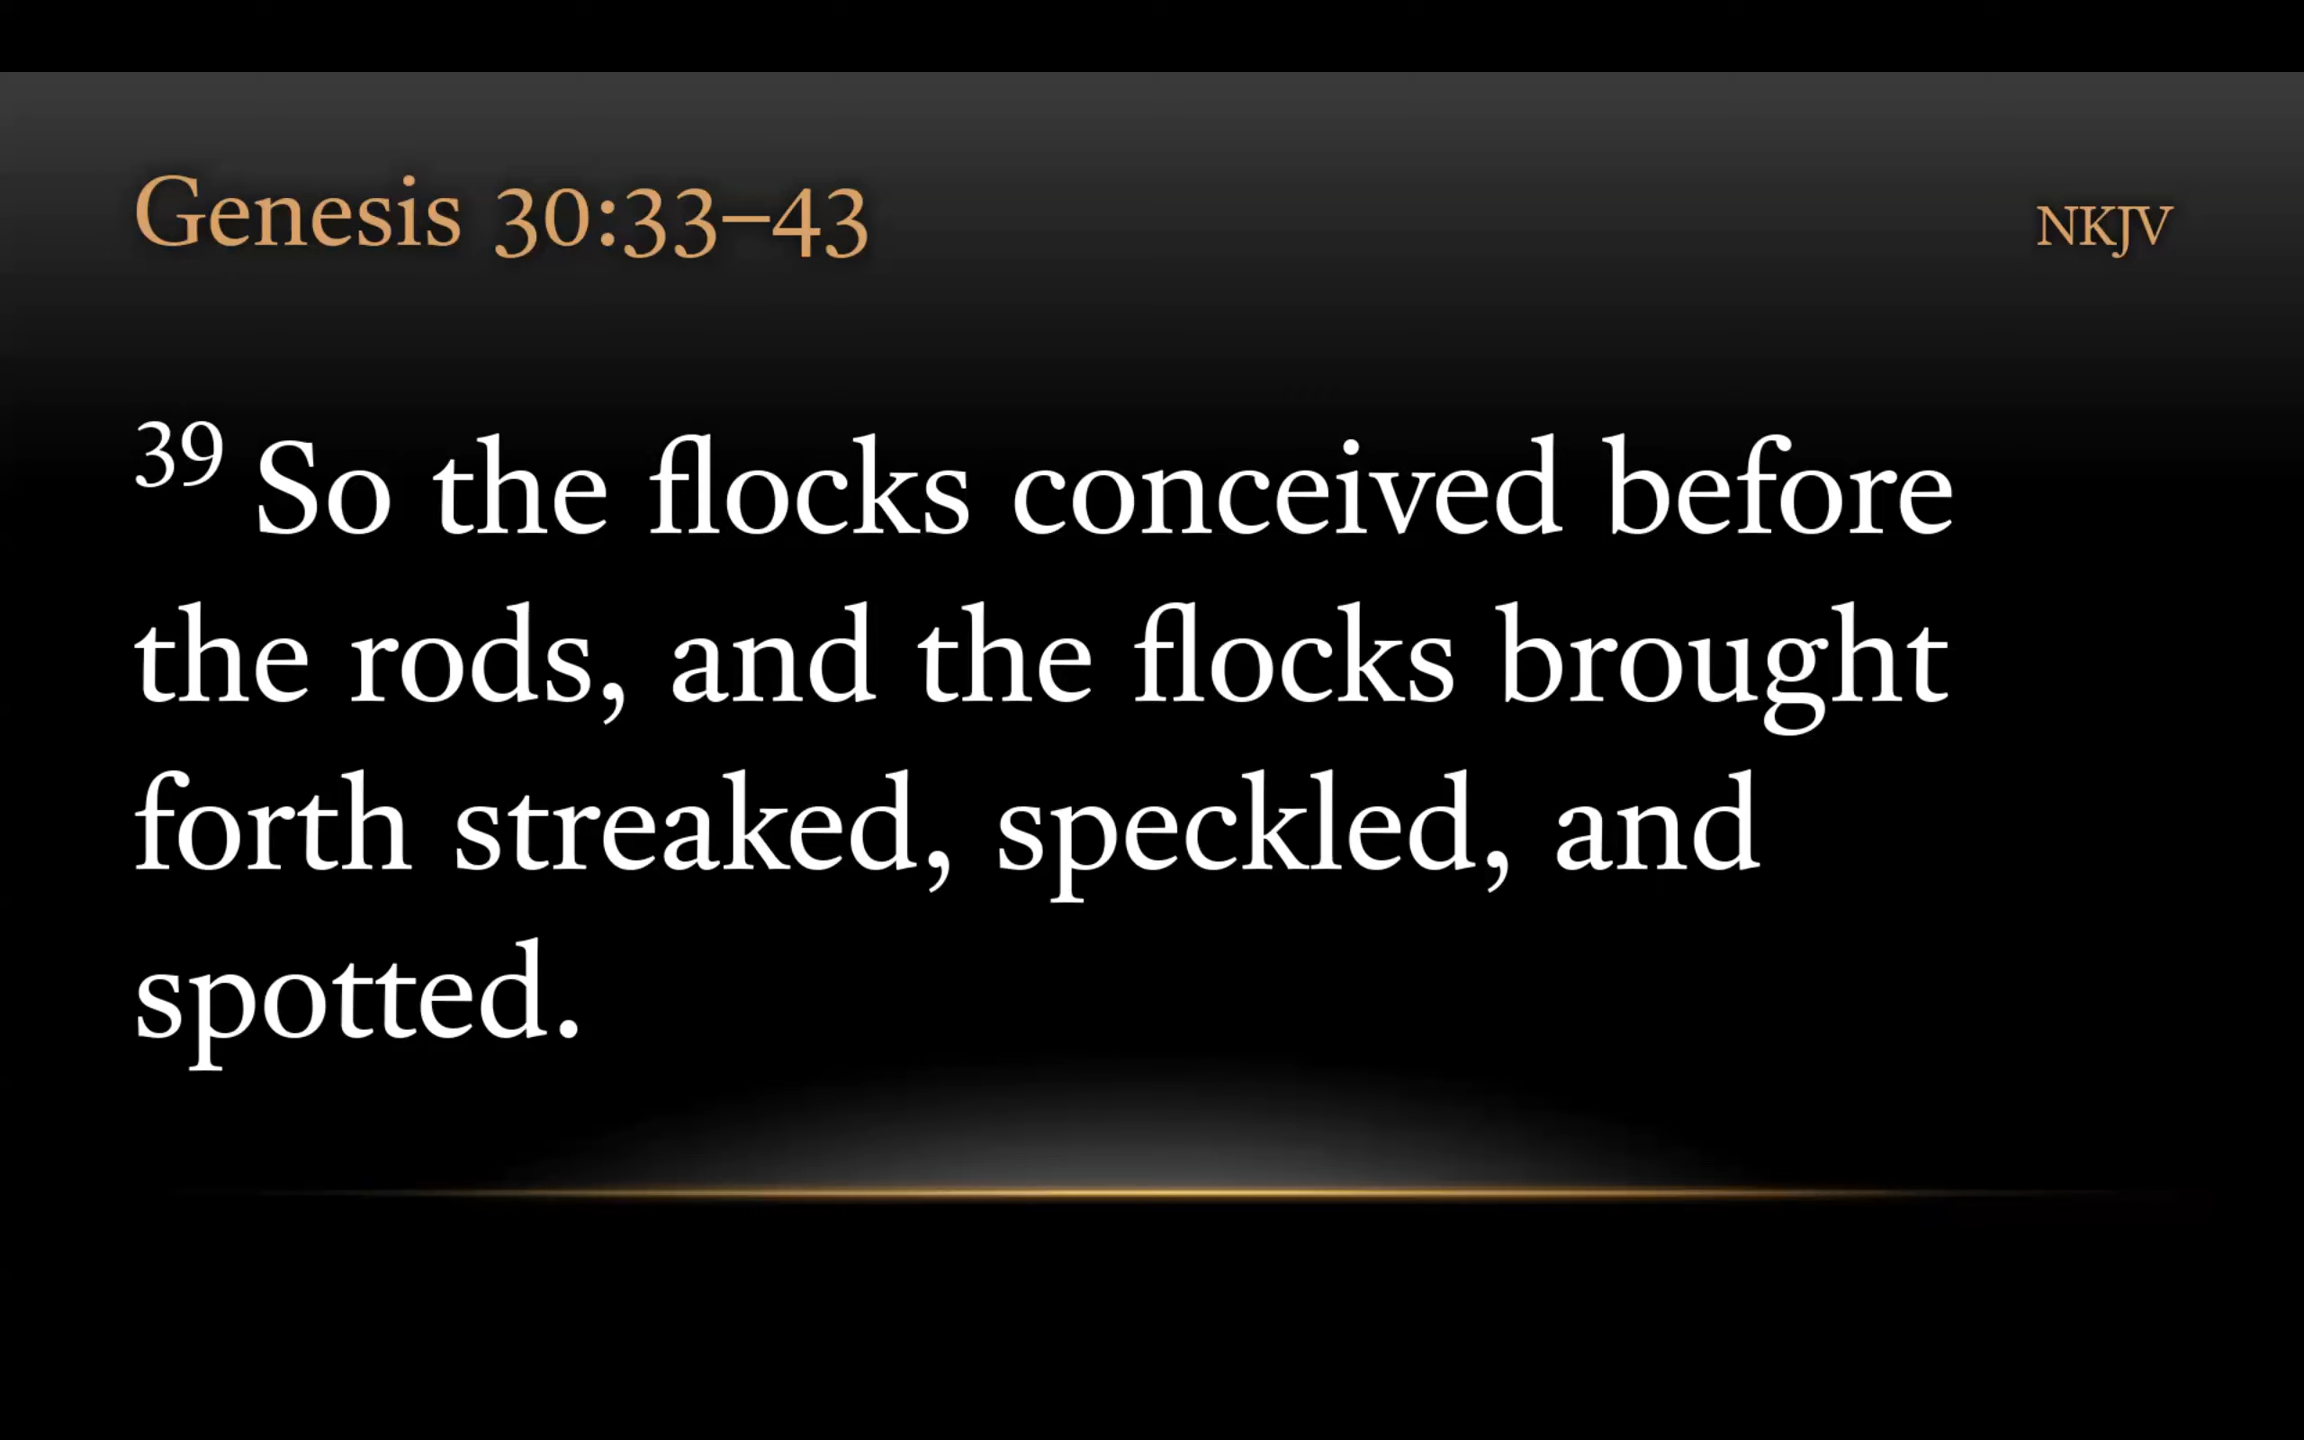 Genesis 30:33–43
NKJV
39 So the flocks conceived before
the rods, and the flocks brought
forth streaked, speckled, and
spotted.